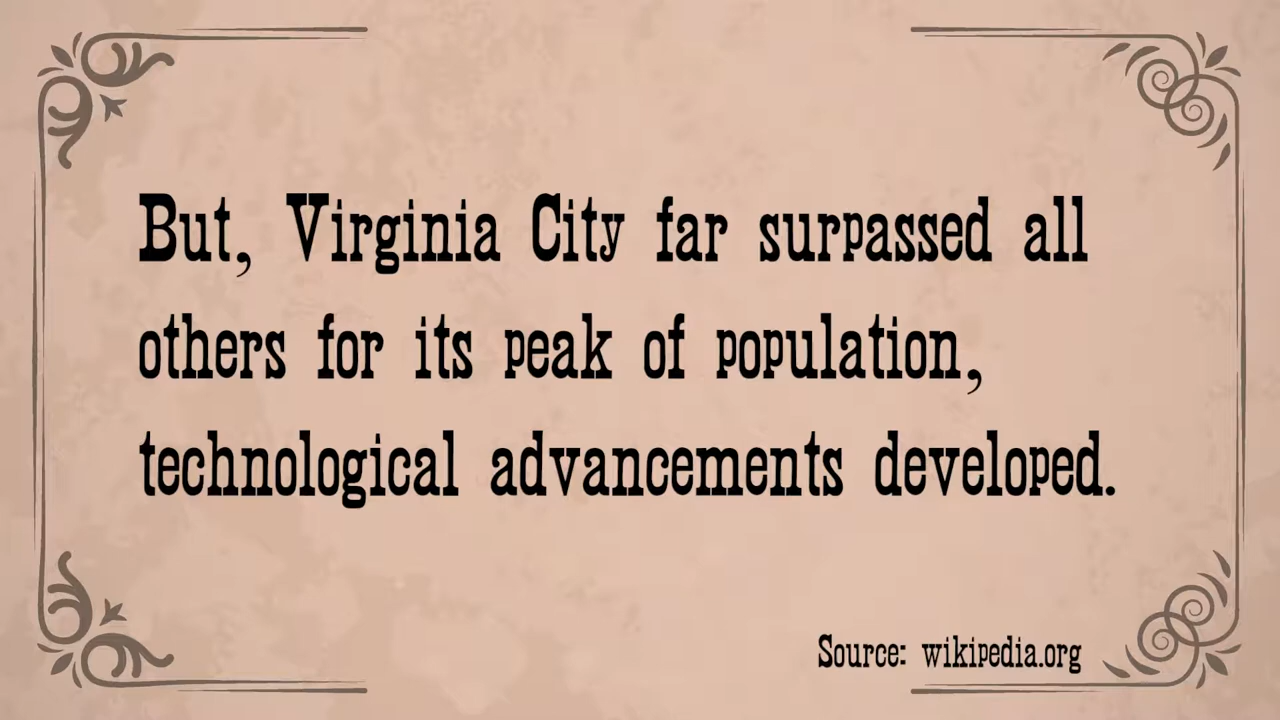 But, Virginia City far surpassed all
others for its peak of population,
technological advancements developed.
Source: wikipedia.org